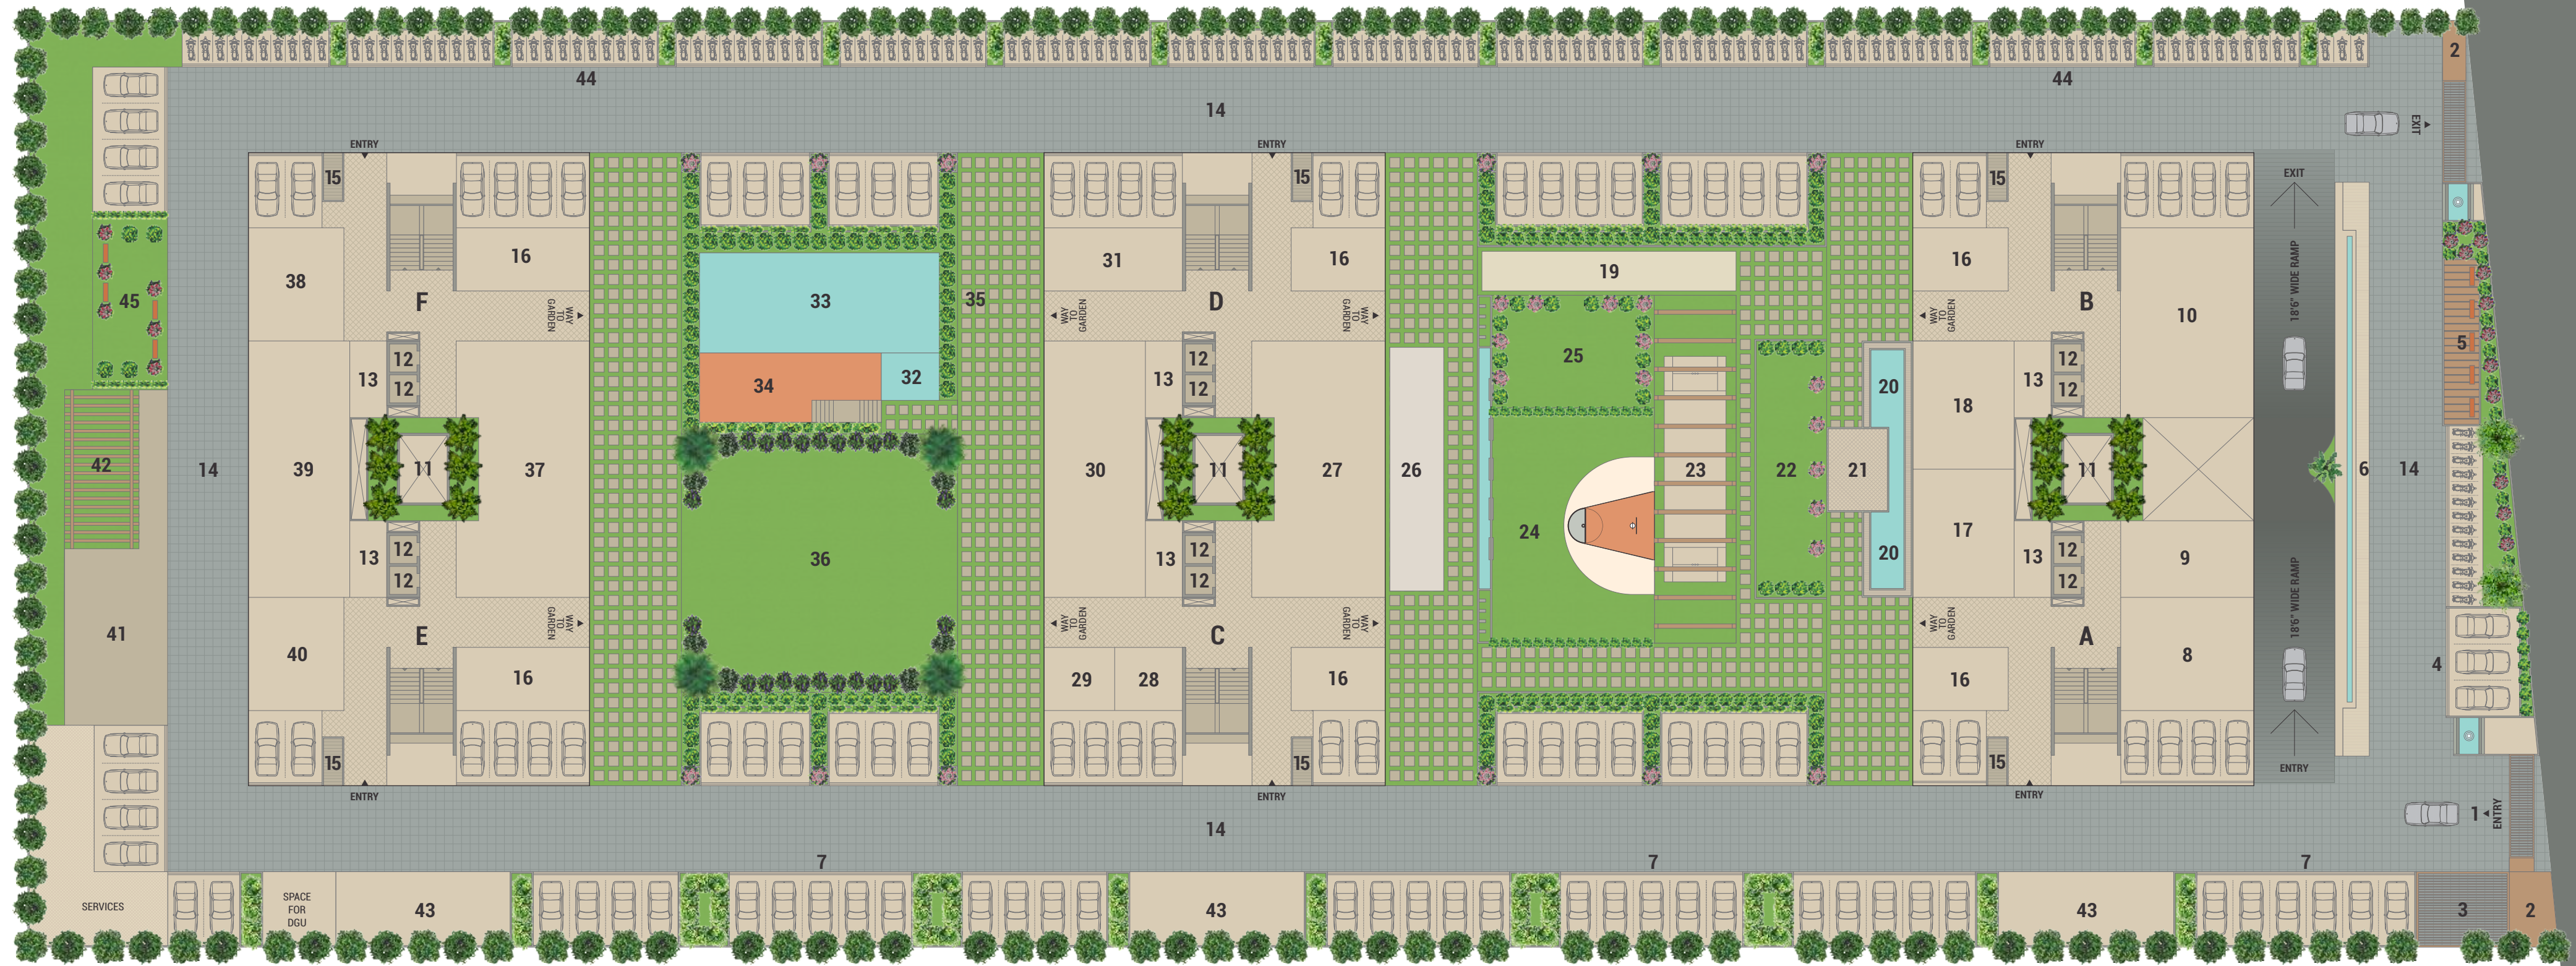 2
44
44
14
EXIT
ENTRY
ENTRY
ENTRY
15
15
15
EXIT
38
16
31
16
16
18'6" WIDE RAMP
45
F
33
35
D
19
B
10
WAY
TO
GARDEN
WAY
TO
GARDEN
WAY
TO
GARDEN
WAY
TO
GARDEN
5
25
12
12
12
13
12
12
12
13
13
34
32
20
18
42
14
39
11
37
30
11
27
26
23
22
21
11
6
14
24
36
17
9
20
13
12
12
13
12
12
13
12
12
18'6" WIDE RAMP
41
40
E
C
A
8
4
WAY
TO
GARDEN
WAY
TO
GARDEN
WAY
TO
GARDEN
WAY
TO
GARDEN
16
29
28
16
16
15
15
15
ENTRY
ENTRY
ENTRY
ENTRY
1
ENTRY
14
7
7
7
SERVICES
SPACE
FOR
DGU
43
43
43
3
2